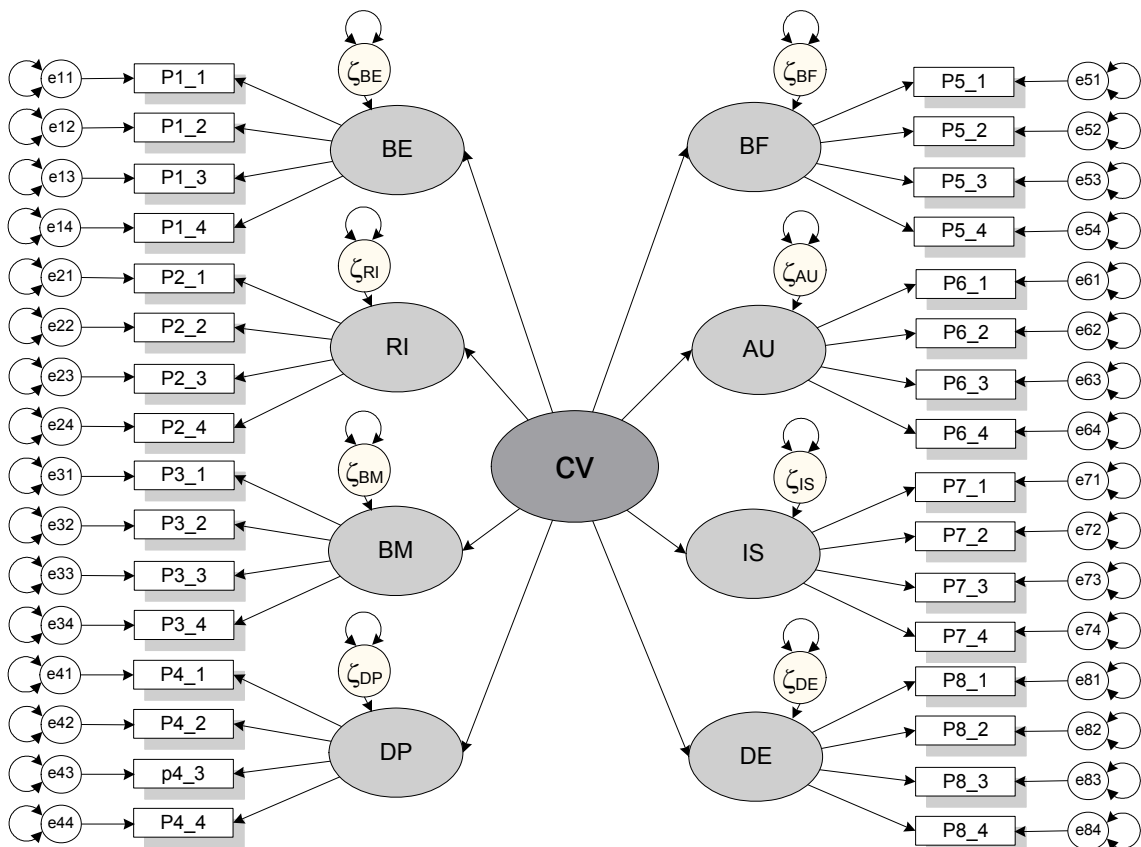 ζBE
e11 P1_1
e12 P1_2
BE
e13 P1_3
e14 P1_4
ζRI
e21 P2_1
e22 P2_2
RI
e23 P2_3
e24 P2_4
ζBM
e31 P3_1
e32 P3_2
BM
e33 P3_3
e34 P3_4
ζDP
e41 P4_1
e42 P4_2
DP
e43 p4_3
e44 P4_4
CV
ζBF
P5_1 e51
P5_2 e52
BF
P5_3 e53
P5_4 e54
ζAU
P6_1 e61
P6_2 e62
AU
P6_3 e63
P6_4 e64
ζIS
P7_1 e71
P7_2 e72
IS
P7_3 e73
P7_4 e74
ζDE
P8_1 e81
P8_2 e82
DE
P8_3 e83
P8_4 e84